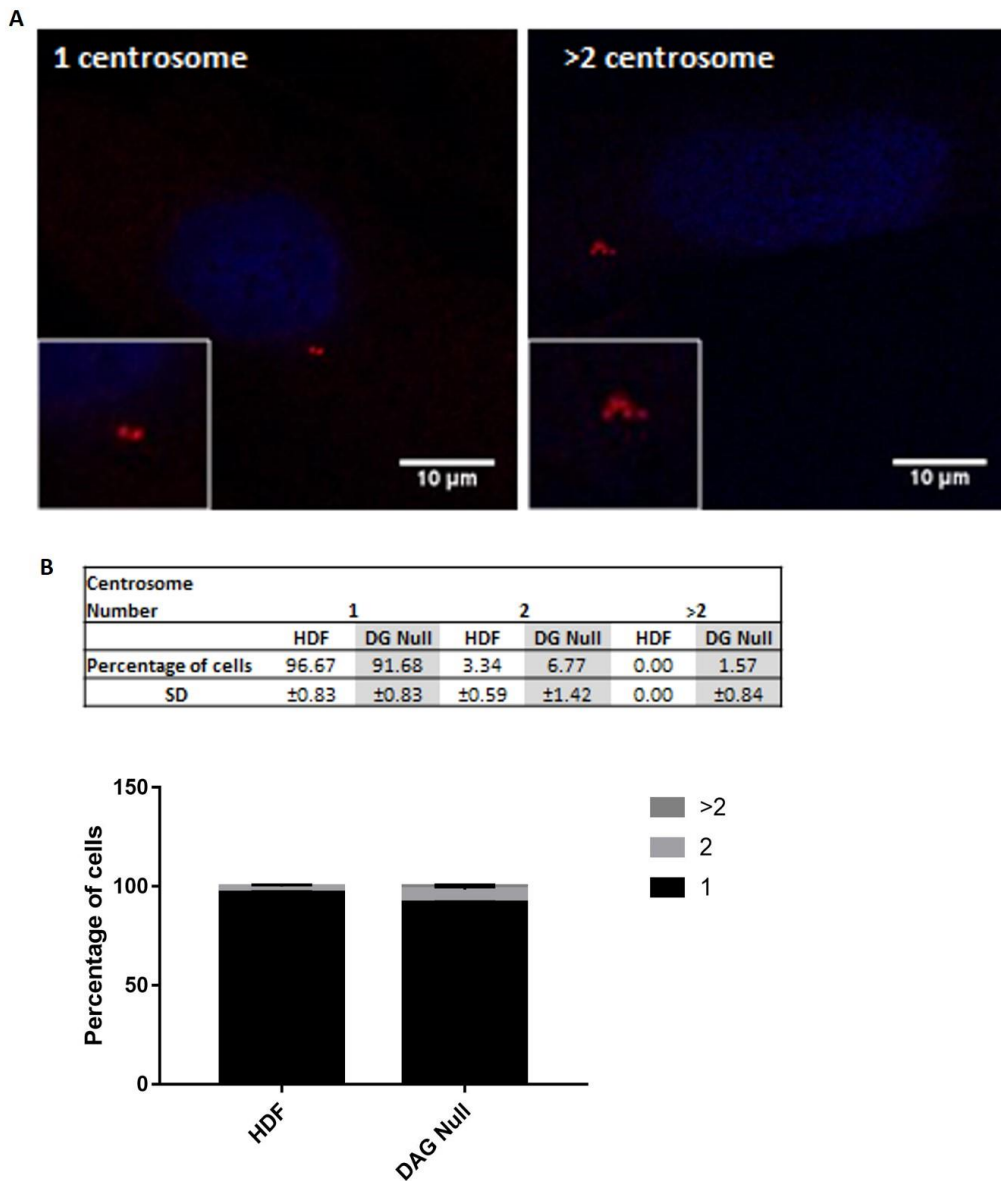 A
1 centrosome
>2 centrosome
10 µm
10 µm
B
Centrosome
Number 1 2 >2
HDF DG Null HDF DG Null HDF DG Null
Percentage of cells 96.67 91.68 3.34 6.77 0.00 1.57
SD ±0.83 ±0.83 ±0.59 ±1.42 0.00 ±0.84
150
100
50
0
Percentage of cells
HDF
DAG Null
>2
2
1